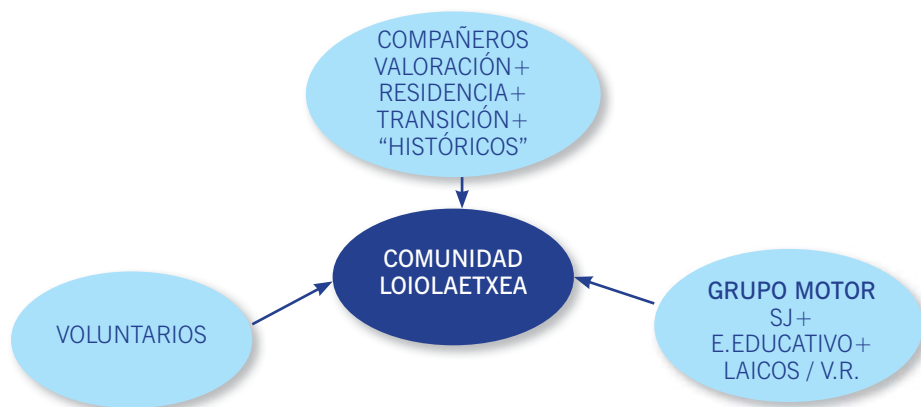 COMPAÑEROS
VALORACIÓN+
RESIDENCIA+
TRANSICIÓN+
“HISTÓRICOS”
COMUNIDAD
LOIOLAETXEA
VOLUNTARIOS
GRUPO MOTOR
SJ+
E.EDUCATIVO+
LAICOS / V.R.